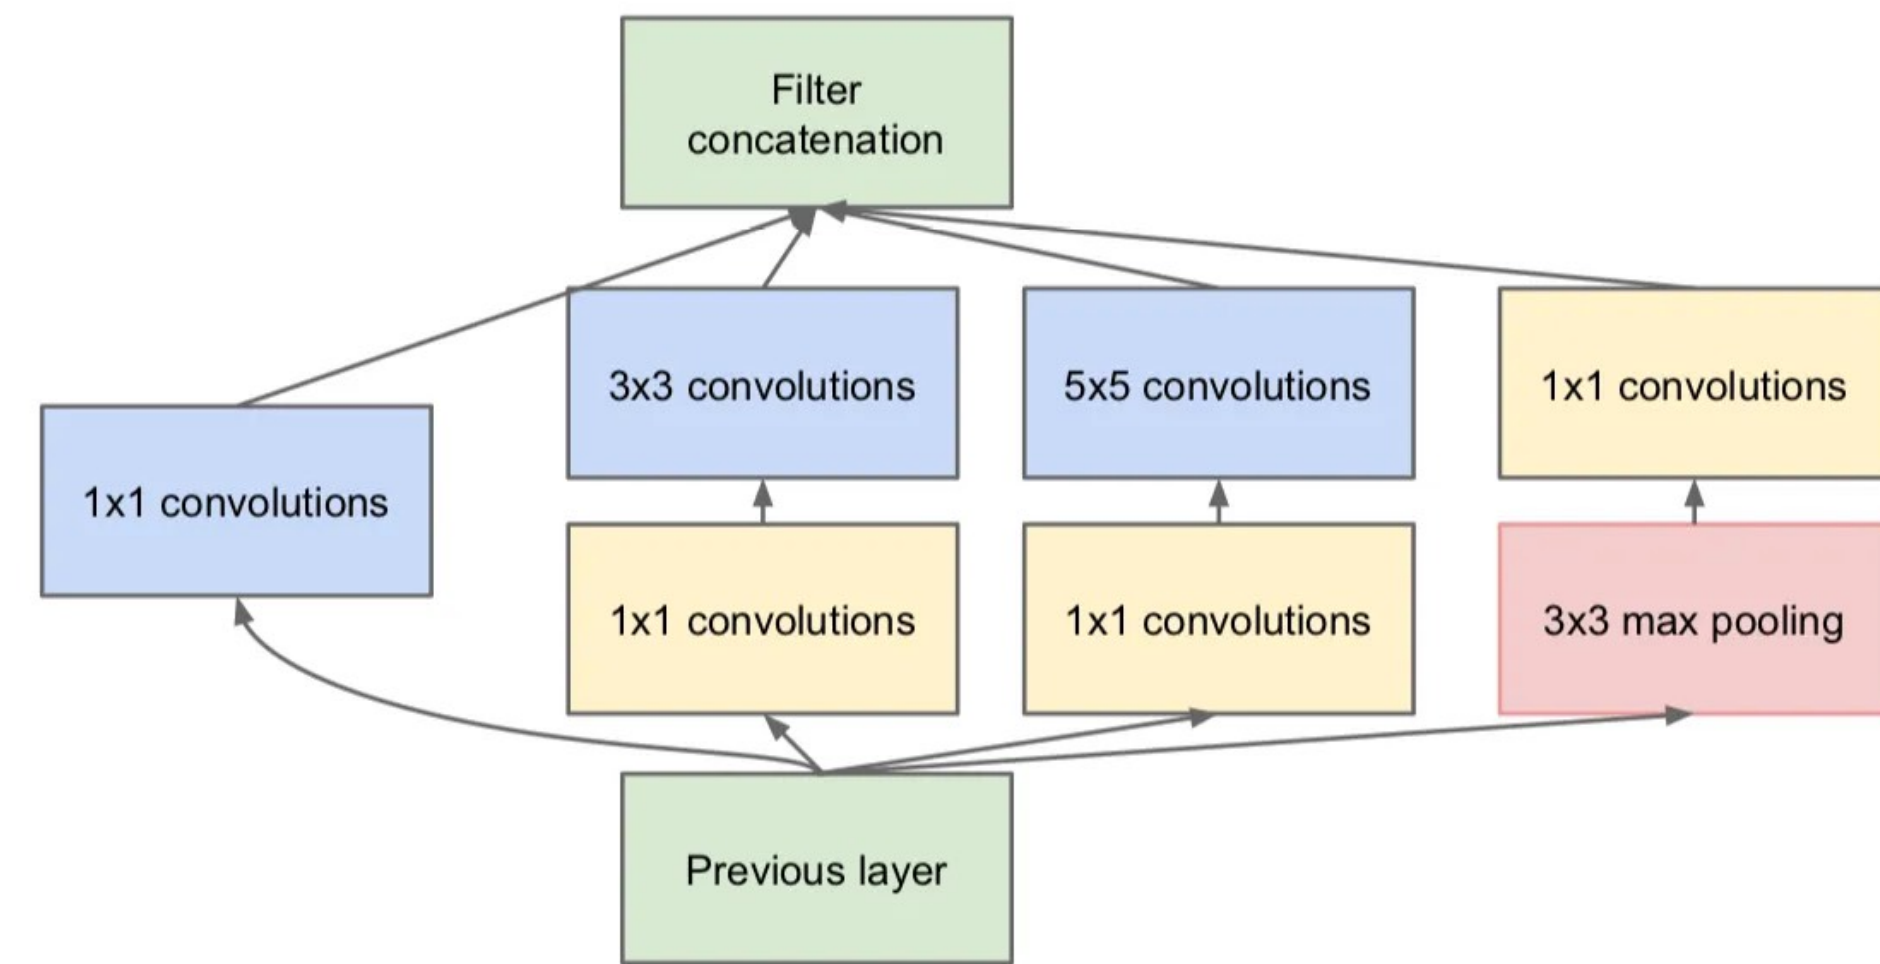 Filter
concatenation
3x3 convolutions
5x5 convolutions
1x1 convolutions
1x1 convolutions
1x1 convolutions
1x1 convolutions
3x3 max pooling
Previous layer